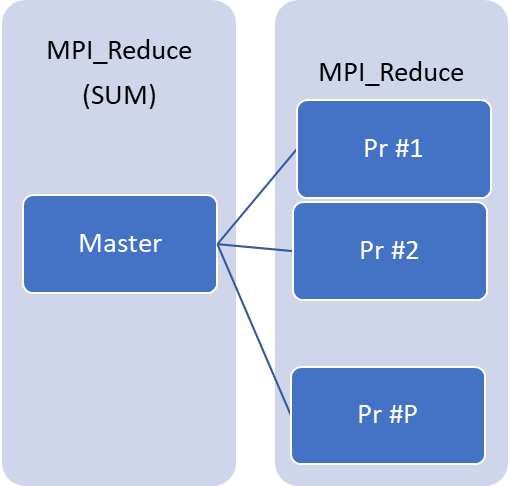 MPI_Reduce
(SUM)
Master
MPI_Reduce
Pr #1
Pr #2
Pr #P